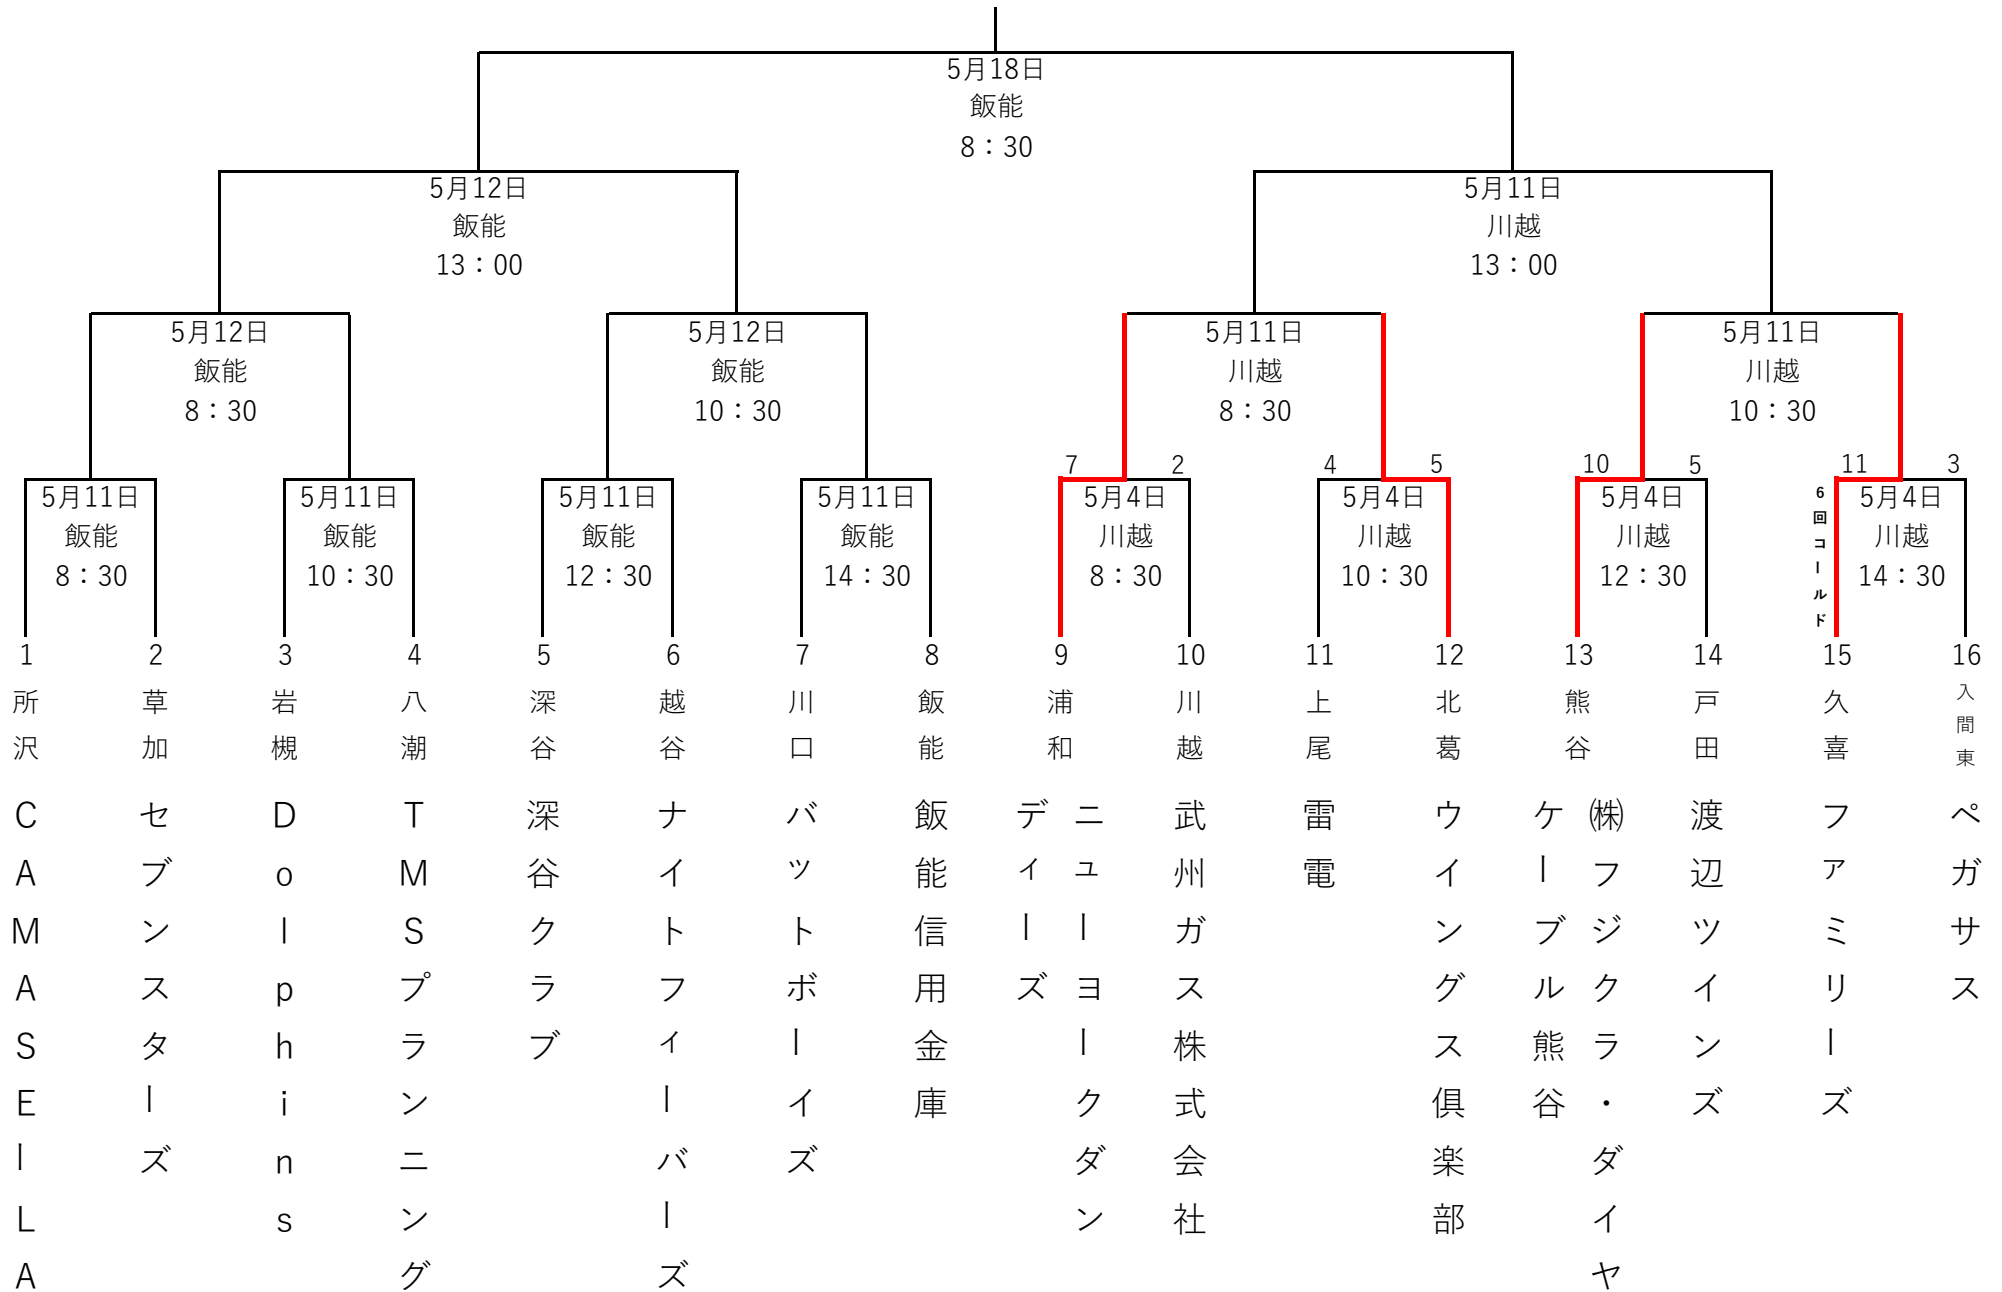 5月18日
飯能
8：30
5月12日
飯能
13：00
5月11日
川越
13：00
5月12日
飯能
8：30
5月12日
飯能
10：30
5月11日
川越
8：30
5月11日
川越
10：30
7
2
4
5
10
5
11
3
5月11日
飯能
8：30
5月11日
飯能
10：30
5月11日
飯能
12：30
5月11日
飯能
14：30
5月4日
川越
8：30
5月4日
川越
10：30
5月4日
川越
12：30
6回コールド
5月4日
川越
14：30
1
所沢
CAMASEILA
2
草加
セブンスターズ
3
岩槻
Dolphins
4
八潮
TMSプランニング
5
深谷
深谷クラブ
6
越谷
ナイトフィーバーズ
7
川口
バットボーイズ
8
飯能
飯能信用金庫
9
浦和
ニューヨークダン
ディーズ
10
川越
武州ガス株式会社
11
上尾
雷電
12
北葛
ウイングス倶楽部
13
熊谷
㈱フジクラ・ダイヤ
ケーブル熊谷
14
戸田
渡辺ツインズ
15
久喜
ファミリーズ
16
入間東
ペガサス